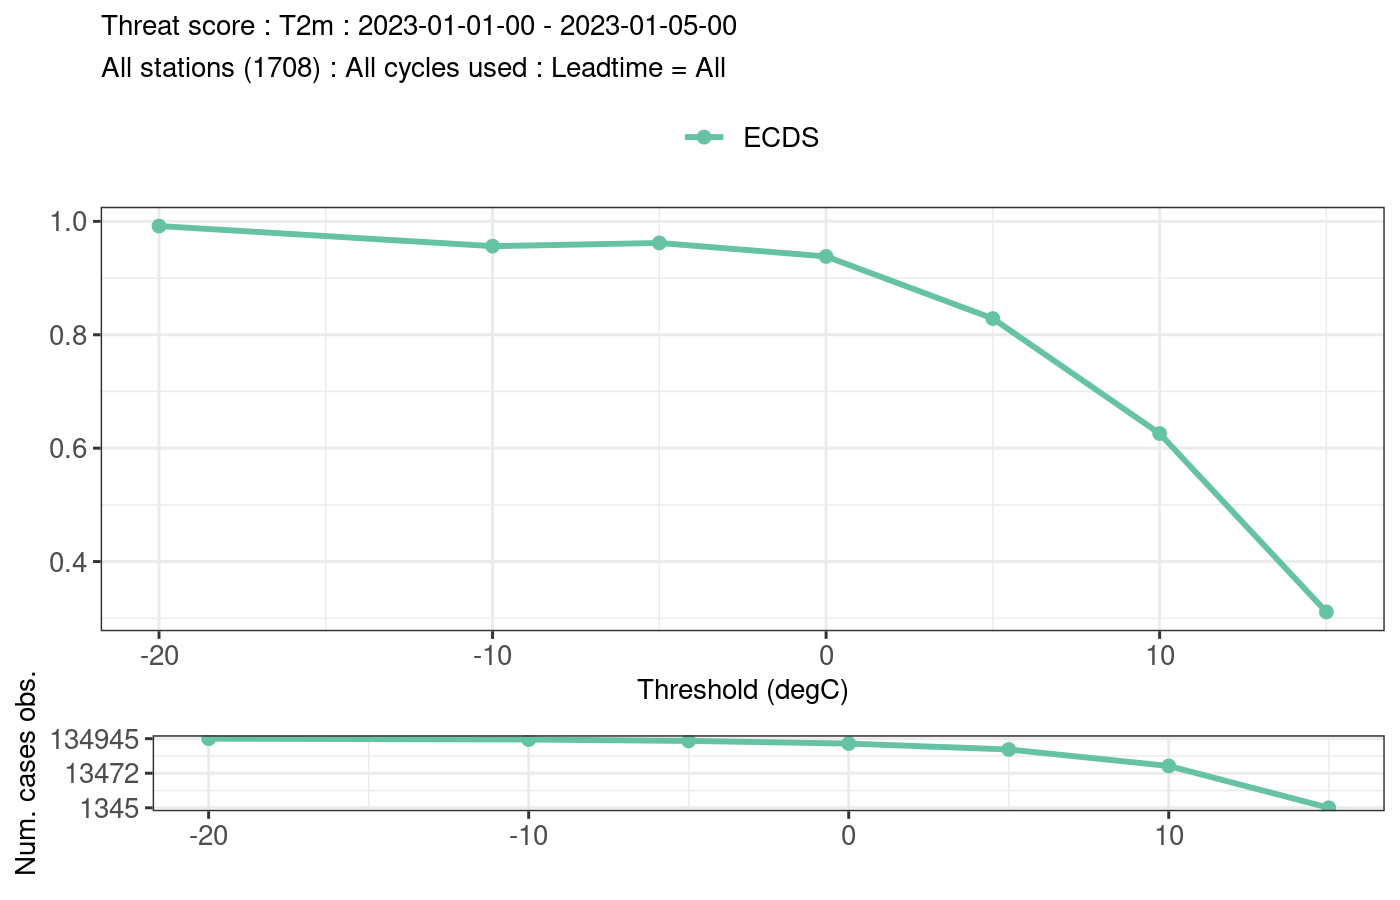 Threat score : T2m : 2023-01-01-00 - 2023-01-05-00
All stations (1708) : All cycles used : Leadtime = All
ECDS
1.0
0.8
0.6
0.4
-20 -10 0 10
Threshold (degC)
Num. cases obs.
134945
13472
1345
-20 -10 0 10